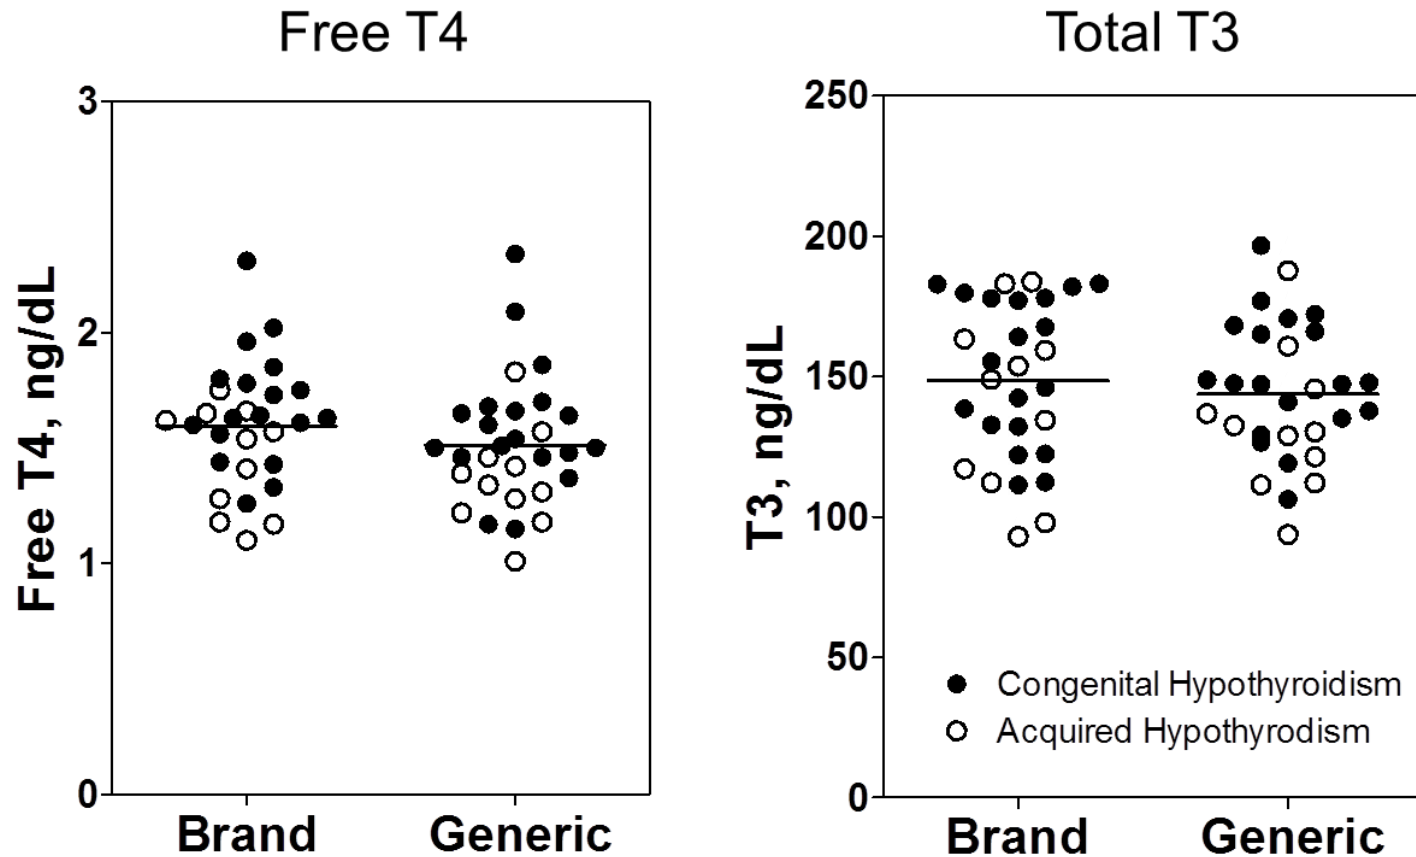 Free T4
Free T4, ng/dL
3
2
1
0
Brand Generic
Total T3
T3, ng/dL
250
200
150
100
50
0
Congenital Hypothyroidism
Acquired Hypothyrodism
Brand Generic